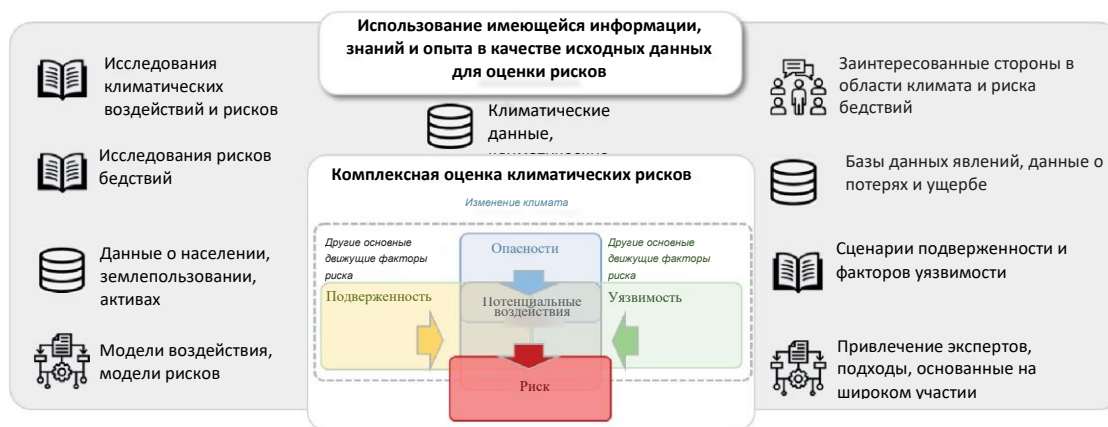 Использование имеющейся информации,
знаний и опыта в качестве исходных данных
для оценки рисков
Исследования
климатических
воздействий и рисков
Исследования рисков
бедствий
Данные о населении,
землепользовании,
активах
Модели воздействия,
модели рисков
Климатические
данные,
Комплексная оценка климатических рисков
Изменение климата
Другие основные
движущие факторы
риска
Опасности
Другие основные
движущие факторы
риска
Подверженность
Потенциальные
воздействия
Уязвимость
Риск
Заинтересованные стороны в
области климата и риска
бедствий
Базы данных явлений, данные о
потерях и ущербе
Сценарии подверженности и
факторов уязвимости
Привлечение экспертов,
подходы, основанные на
широком участии